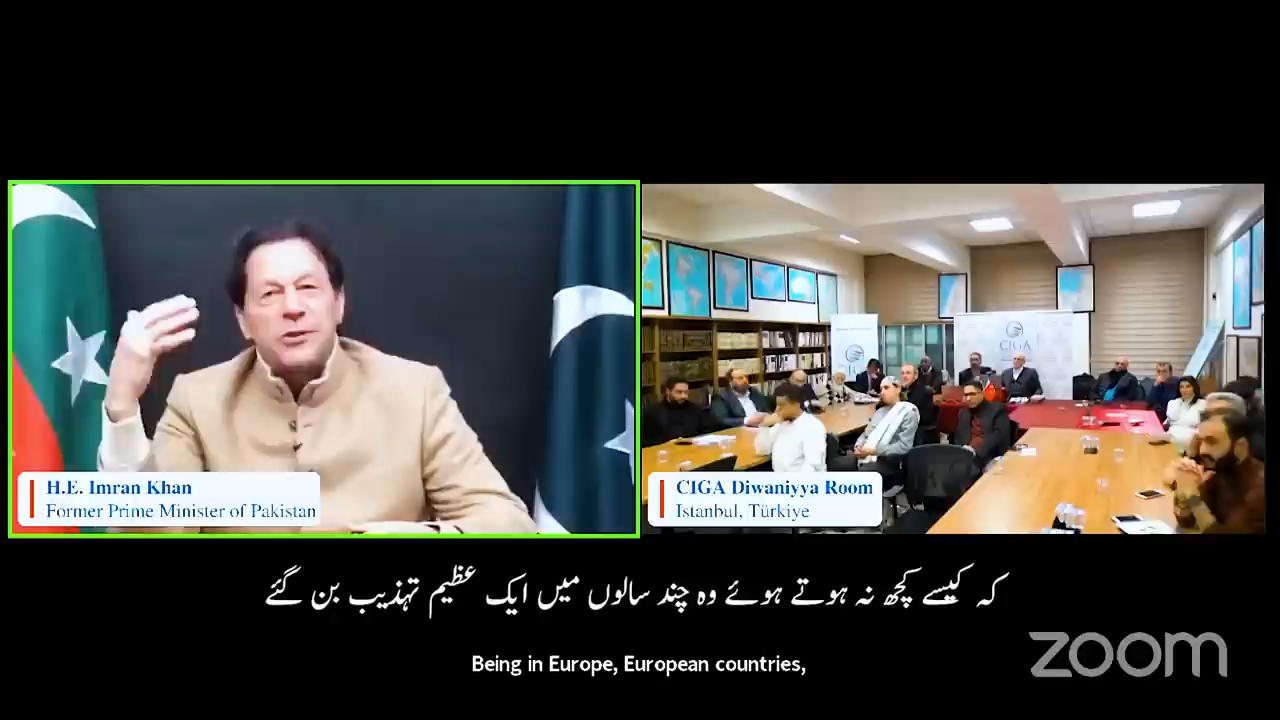 CIGA
H.E. Imran Khan
Former Prime Minister of Pakistan
CIGA Diwaniyya Room
Istanbul, Türkiye
کہ کیسے کچھ نہ ہوتے ہوئے وہ چند سالوں میں ایک عظیم تہذیب بن گئے
Being in Europe, European countries,
zoom